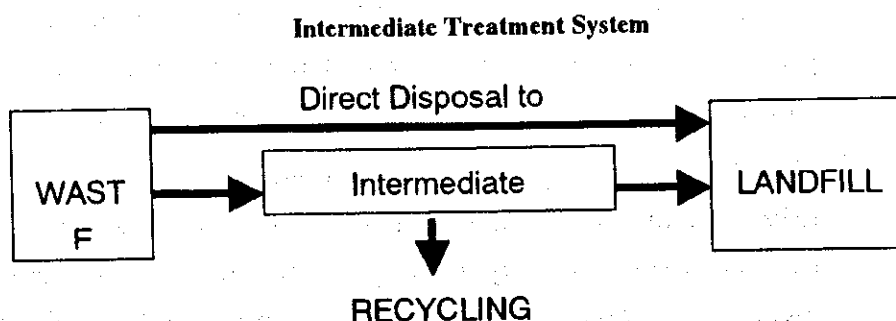 Intermediate Treatment System
Direct Disposal to
WAST
F
Intermediate
LANDFILL
RECYCLING